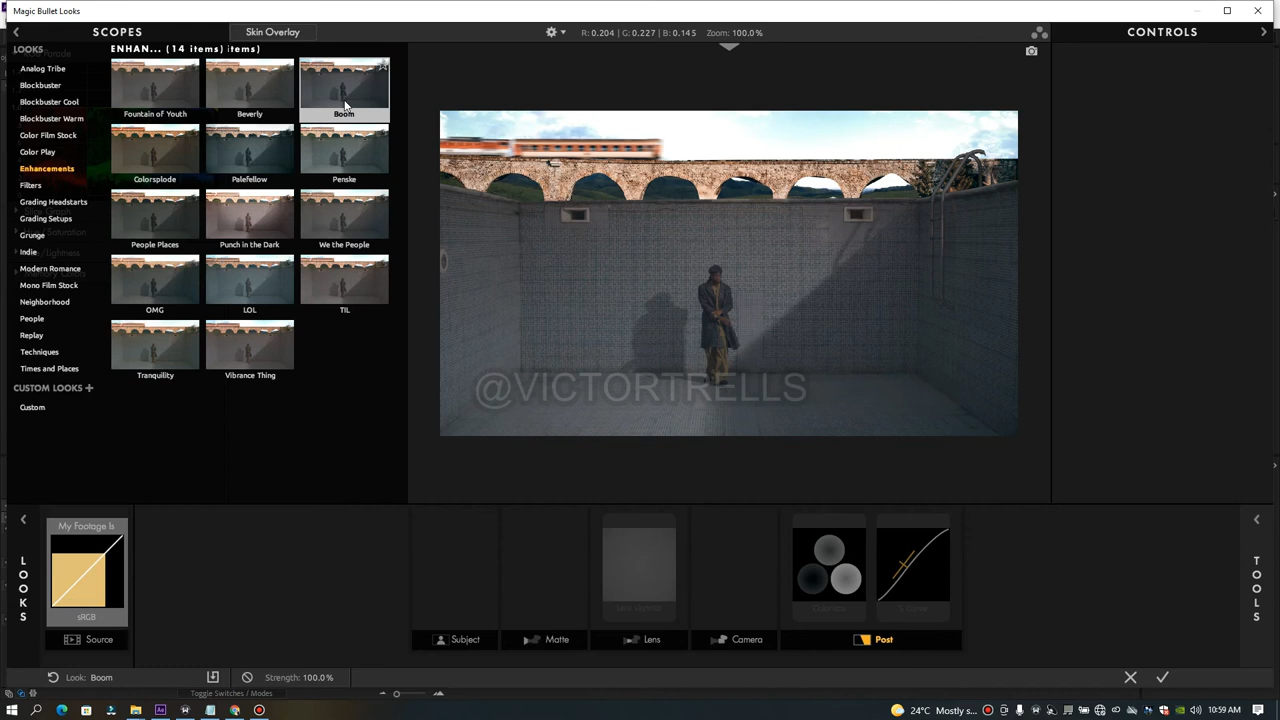 Magic Bullet Looks
SCOPES
Skin Overlay
R: 0.204 | G: 0.227 | B: 0.145
Zoom: 100.0%
CONTROLS
LOOKS
ENHAN... (14 items) items)
Analog Tribe
Blockbuster
Blockbuster Cool
Blockbuster Warm
Color Film Stock
Color Play
Enhancements
Filters
Grading Headstarts
Grading Setups
Grunge
Indie
Modern Romance
Mono Film Stock
Neighborhood
People
Replay
Techniques
Times and Places
CUSTOM LOOKS +
Custom
Fountain of Youth
Beverly
Boom
Colorsplode
Palefellow
Penske
People Places
Punch in the Dark
We the People
OMG
LOL
TIL
Tranquility
Vibrance Thing
@VICTORTRELLS
My Footage Is
sRGB
Source
LOOKS
Subject
Matte
Lens
Camera
Post
TOOLS
Look: Boom
Strength: 100.0%
Toggle Switches / Modes
24°C Mostly s...
10:59 AM